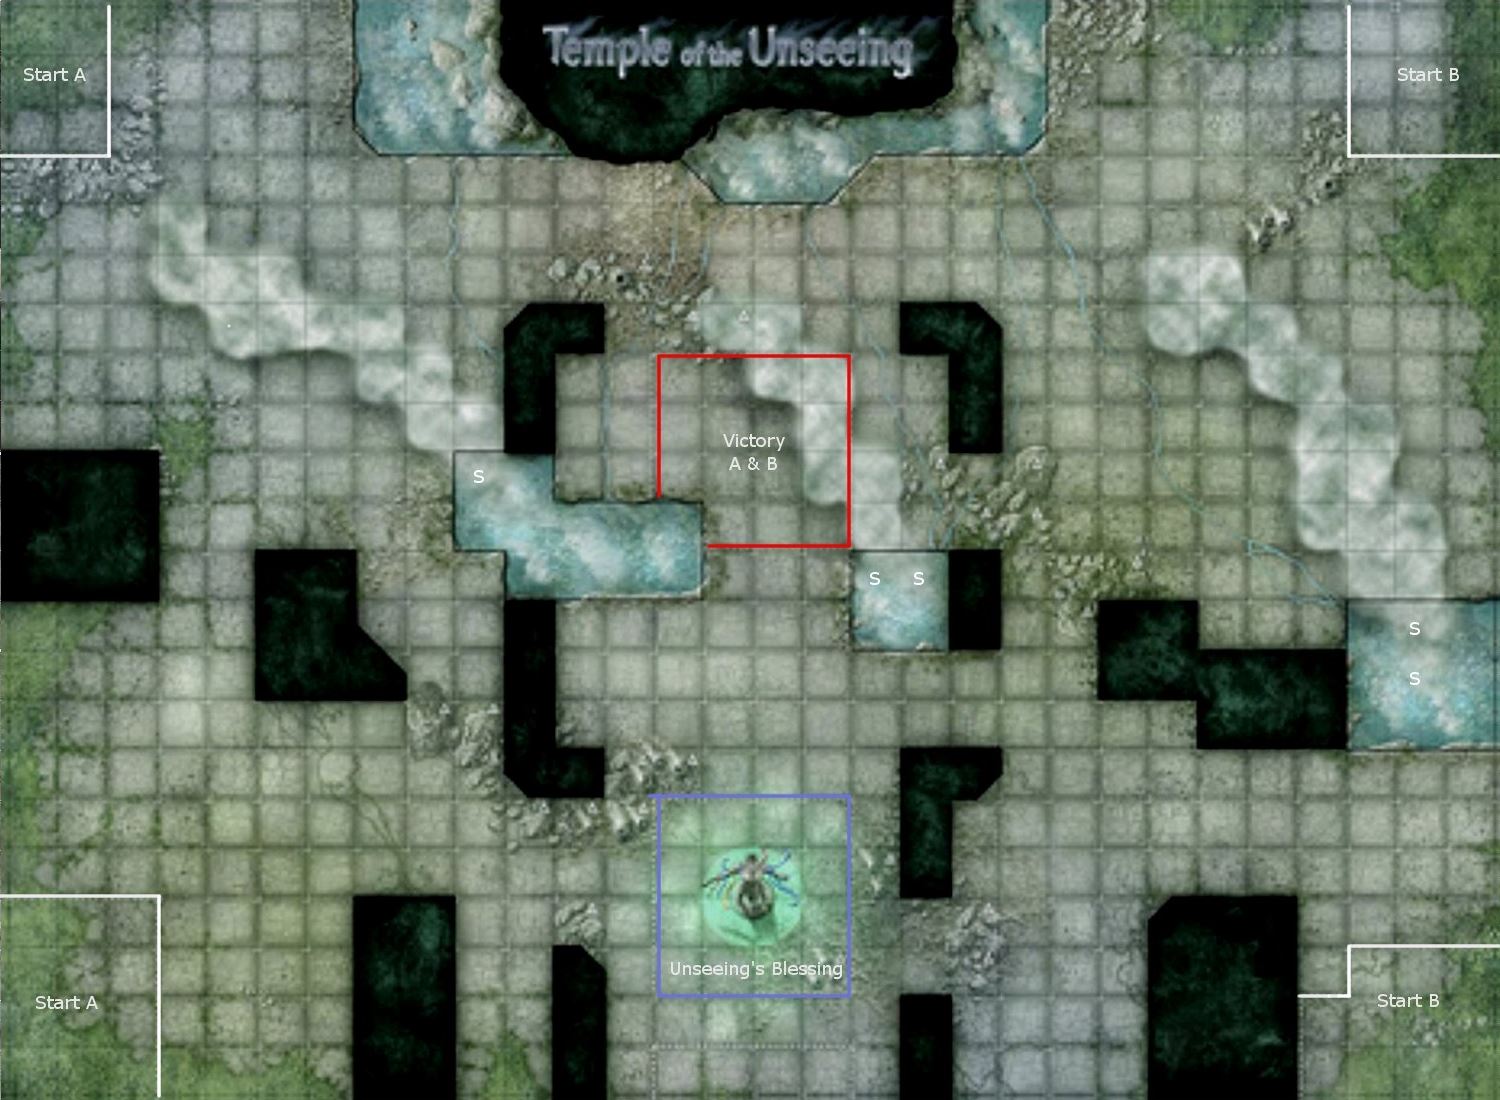 Temple of the Unseeing
Start A
Start B
Victory
A & B
S
S S
S
S
Unseeing's Blessing
Start A
Start B